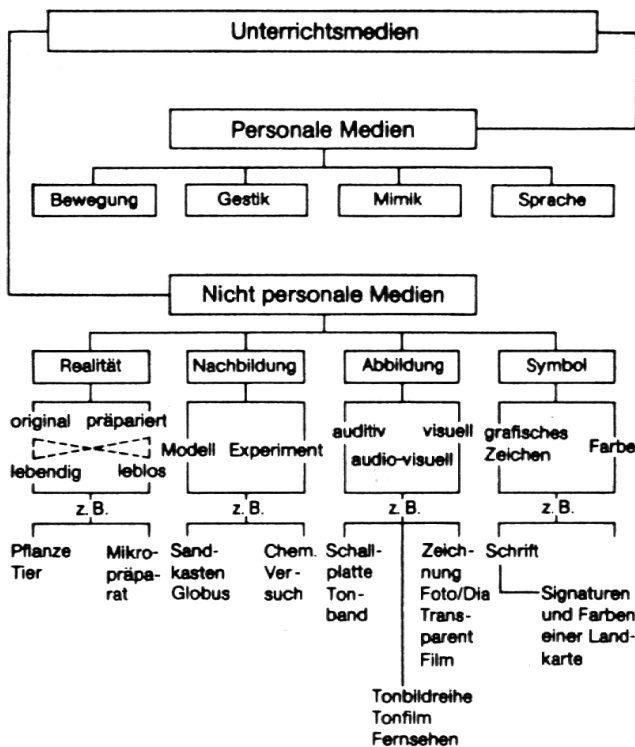 Unterrichtsmedien
Personale Medien
Bewegung
Gestik
Mimik
Sprache
Nicht personale Medien
Realität
Nachbildung
Abbildung
Symbol
original präpariert
lebendig leblos
Modell Experiment
auditiv visuell
audio-visuell
grafisches
Zeichen
Farbe
z. B.
z. B.
z. B.
z. B.
Pflanze
Tier
Mikro-
präpa-
rat
Sand-
kasten
Globus
Chem.
Ver-
such
Schall-
platte
Ton-
band
Zeich-
nung
Foto/Dia
Trans-
parent
Film
Tonbildreihe
Tonfilm
Fernsehen
Schrift
Signaturen
und Farben
einer Land-
karte